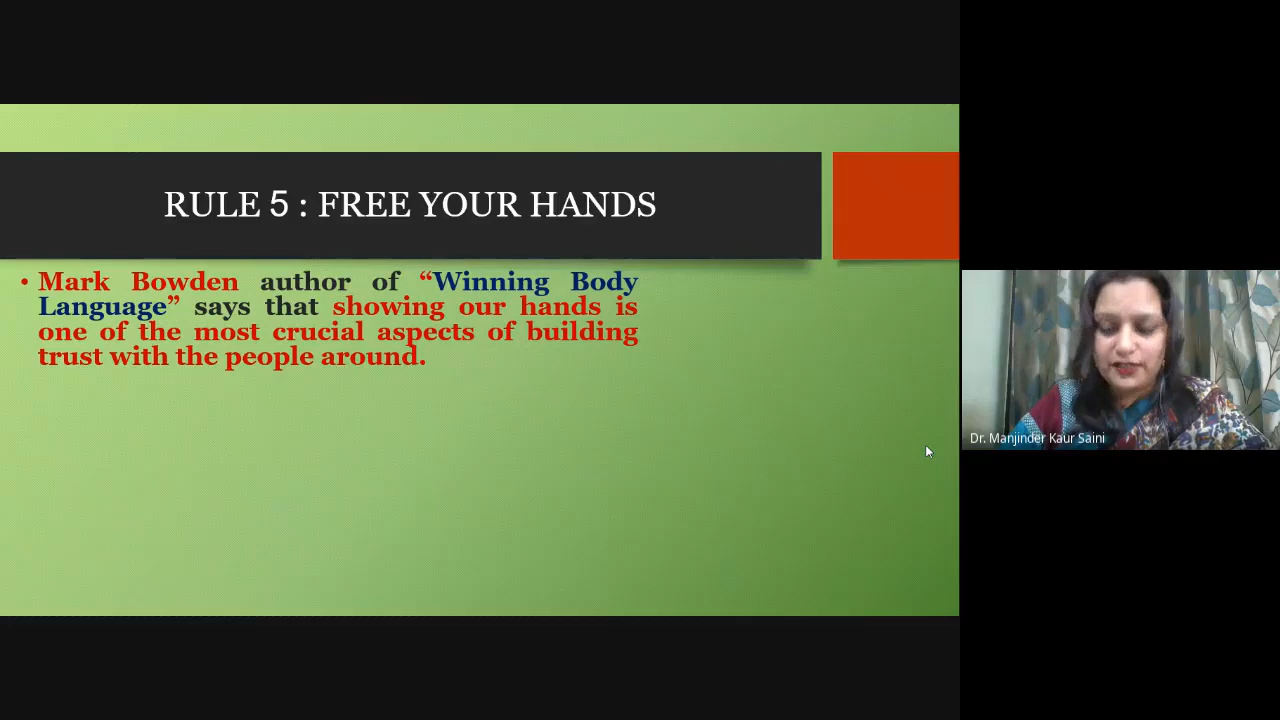 RULE 5 : FREE YOUR HANDS
• Mark Bowden author of “Winning Body
Language” says that showing our hands is
one of the most crucial aspects of building
trust with the people around.
Dr. Manjinder Kaur Saini